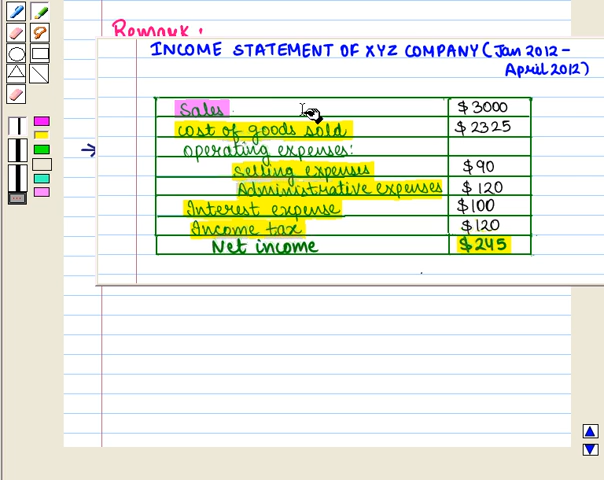 Remark:
INCOME STATEMENT OF XYZ COMPANY (Jan 2012 –
April 2012)
Sales $3000
Cost of goods sold $2325
Operating expenses:
Selling expenses $90
Administrative expenses $120
Interest expense $100
Income tax $120
Net income $245